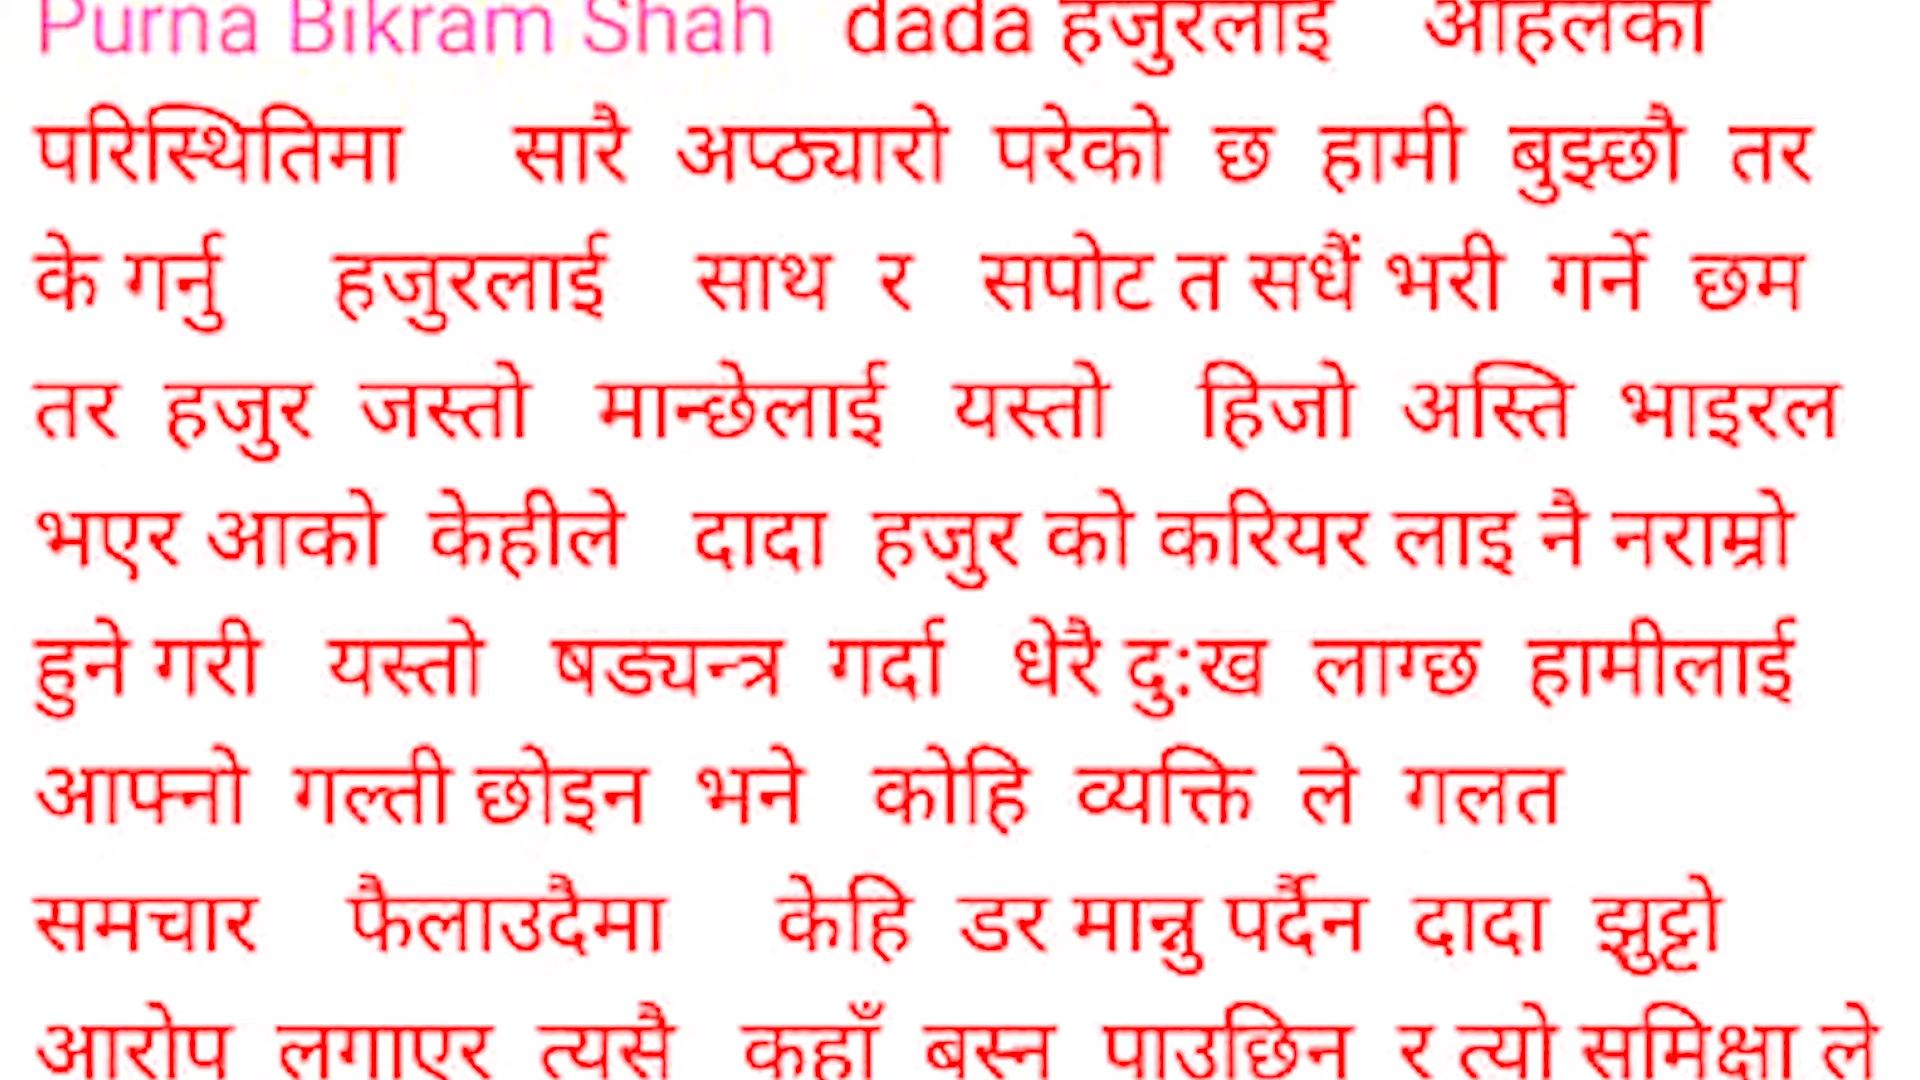 Purna Bikram Shah dada हजुरलाई अहिलेको
परिस्थितिमा सारै अप्ठ्यारो परेको छ हामी बुझ्छौ तर
के गर्नु हजुरलाई साथ र सपोट त सधैं भरी गर्ने छम
तर हजुर जस्तो मान्छेलाई यस्तो हिजो अस्ति भाइरल
भएर आको केहीले दादा हजुर को करियर लाइ नै नराम्रो
हुने गरी यस्तो षड्यन्त्र गर्दा धेरै दु:ख लाग्छ हामीलाई
आफ्नो गल्ती छोइन भने कोहि व्यक्ति ले गलत
समचार फैलाउदैमा केहि डर मान्नु पर्दैन दादा झुट्टो
आरोप लगाएर त्यसै कहाँ बस्न पाउछिन र त्यो समिक्षा ले